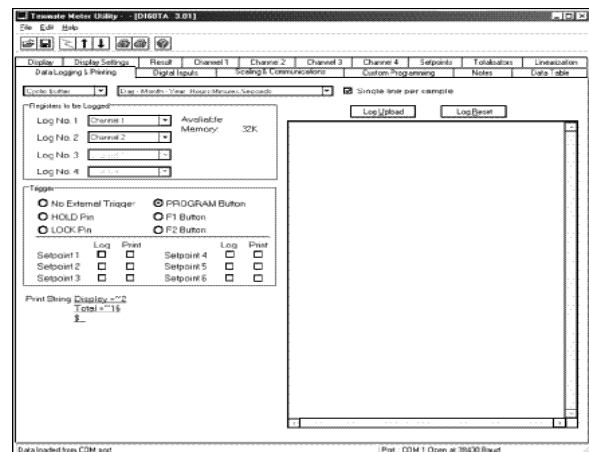 Texmate Meter Utility - - [DI60TA 3.01]
File Edit Help
Display Display Settings Result Channel 1 Channel 2 Channel 3 Channel 4 Setpoints Totalisators Linearization
Data Logging & Printing Digital Inputs Scaling & Communications Custom Programming Notes Data Table
Cyclic Buffer Day - Month - Year Hours:Minutes:Seconds Single line per sample
Registers to be Logged
Log Upload Log Reset
Log No. 1 Channel 1 Available Memory: 32K
Log No. 2 Channel 2
Log No. 3
Log No. 4
Trigger
No External Trigger PROGRAM Button
HOLD Pin F1 Button
LOCK Pin F2 Button
Log Print Log Print
Setpoint 1 Setpoint 4
Setpoint 2 Setpoint 5
Setpoint 3 Setpoint 6
Print String Display =~2
Total =~16
$_
Data loaded from COM port Port : COM 1 Open at 38400 Baud